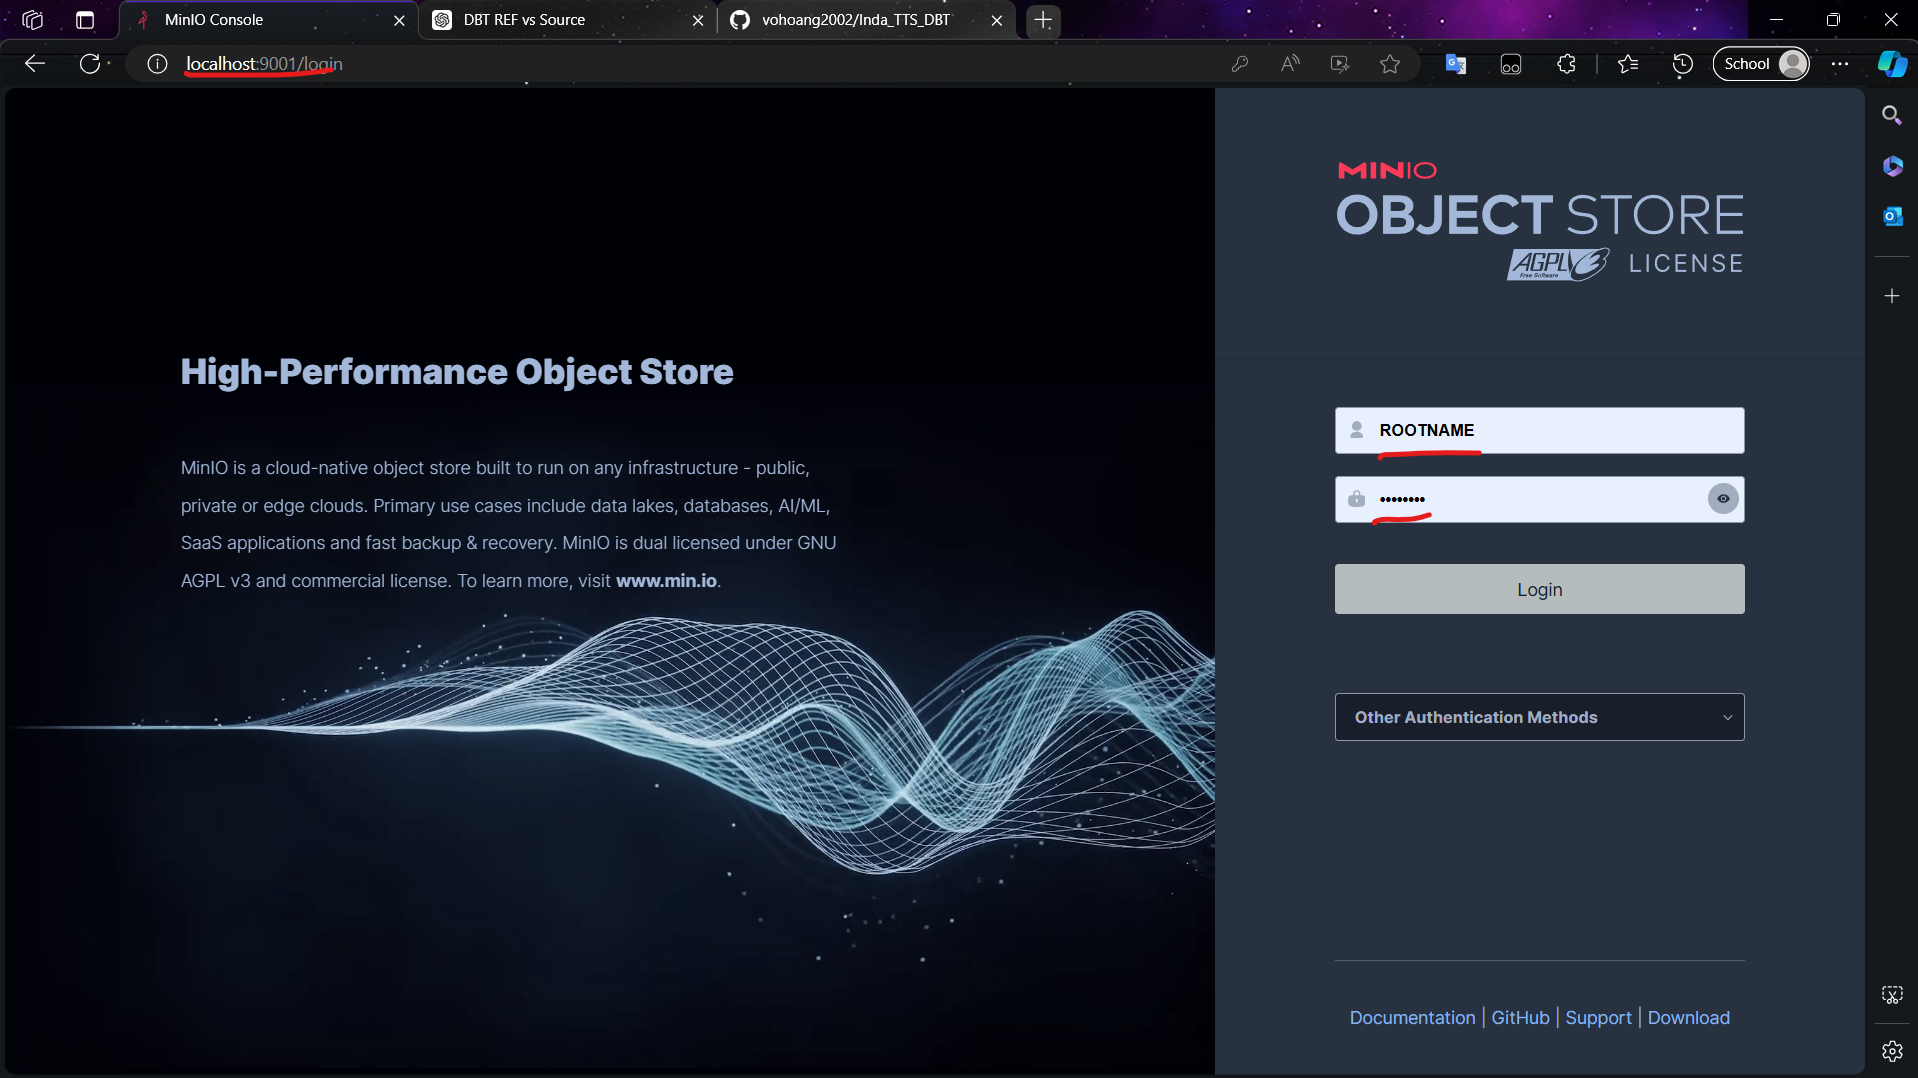 MinIO Console
DBT REF vs Source
vohoang2002/Inda_TTS_DBT
localhost:9001/login
School
MINIO
OBJECT STORE
AGPL v3 LICENSE
Free Software
High-Performance Object Store
MinIO is a cloud-native object store built to run on any infrastructure - public,
private or edge clouds. Primary use cases include data lakes, databases, AI/ML,
SaaS applications and fast backup & recovery. MinIO is dual licensed under GNU
AGPL v3 and commercial license. To learn more, visit www.min.io.
ROOTNAME
••••••••
Login
Other Authentication Methods
Documentation | GitHub | Support | Download